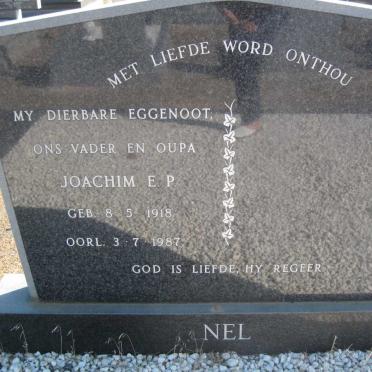 MET LIEFDE WORD ONTHOU
MY DIERBARE EGGENOOT,
ONS VADER EN OUPA
JOACHIM E. P.
GEB. 8 · 5 · 1918
OORL. 3 · 7 · 1987
GOD IS LIEFDE, HY REGEER
NEL